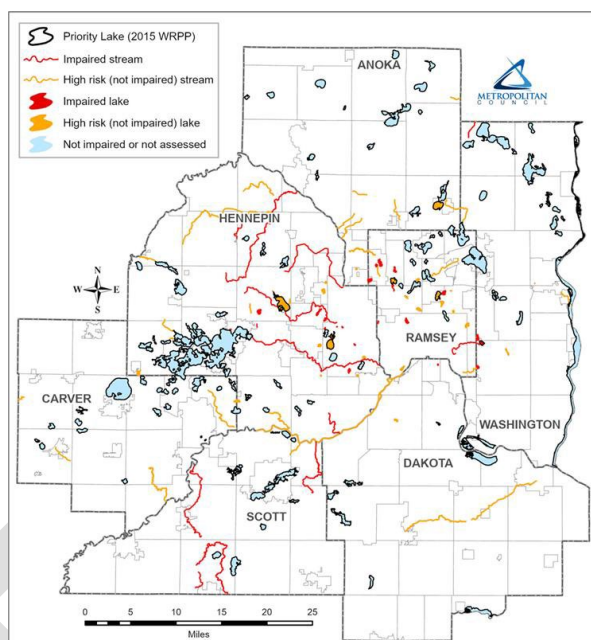 Priority Lake (2015 WRPP)
Impaired stream
High risk (not impaired) stream
Impaired lake
High risk (not impaired) lake
Not impaired or not assessed
ANOKA
METROPOLITAN
COUNCIL
HENNEPIN
N
W E
S
RAMSEY
CARVER
WASHINGTON
DAKOTA
SCOTT
0 5 10 15 20 25
Miles